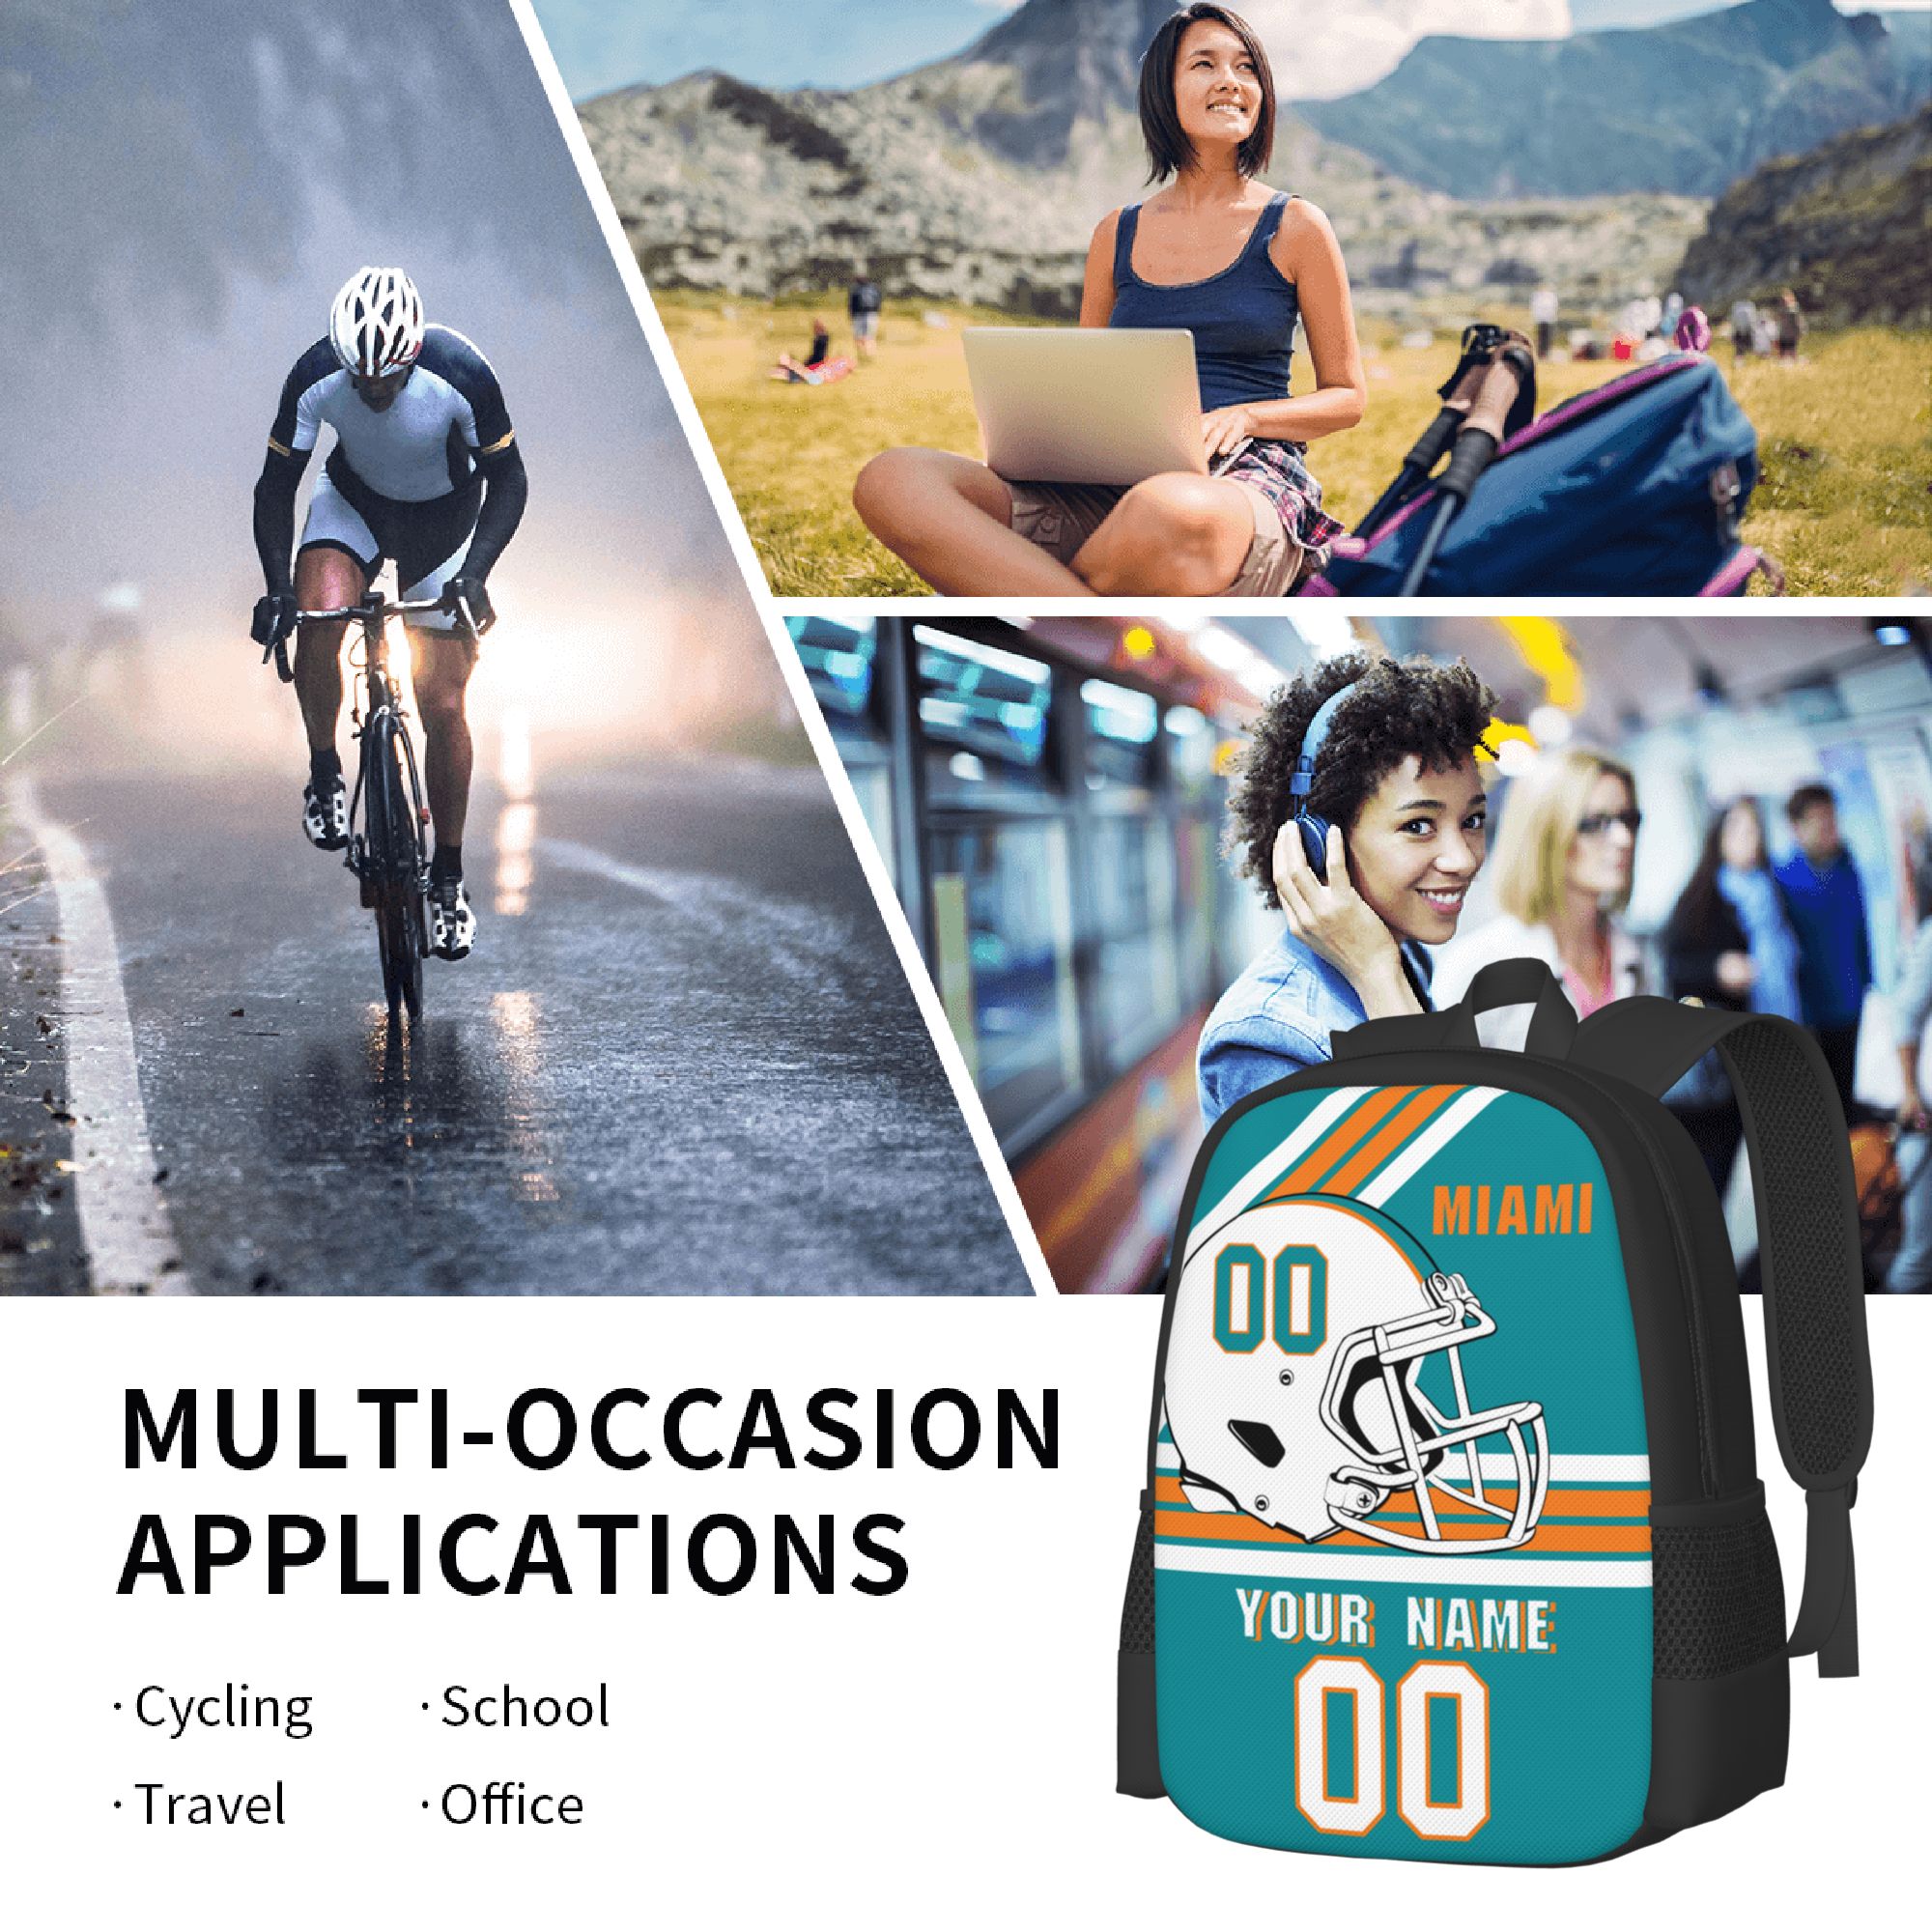 MIAMI
00
MULTI-OCCASION
APPLICATIONS
· Cycling
· School
· Travel
· Office
YOUR NAME
00